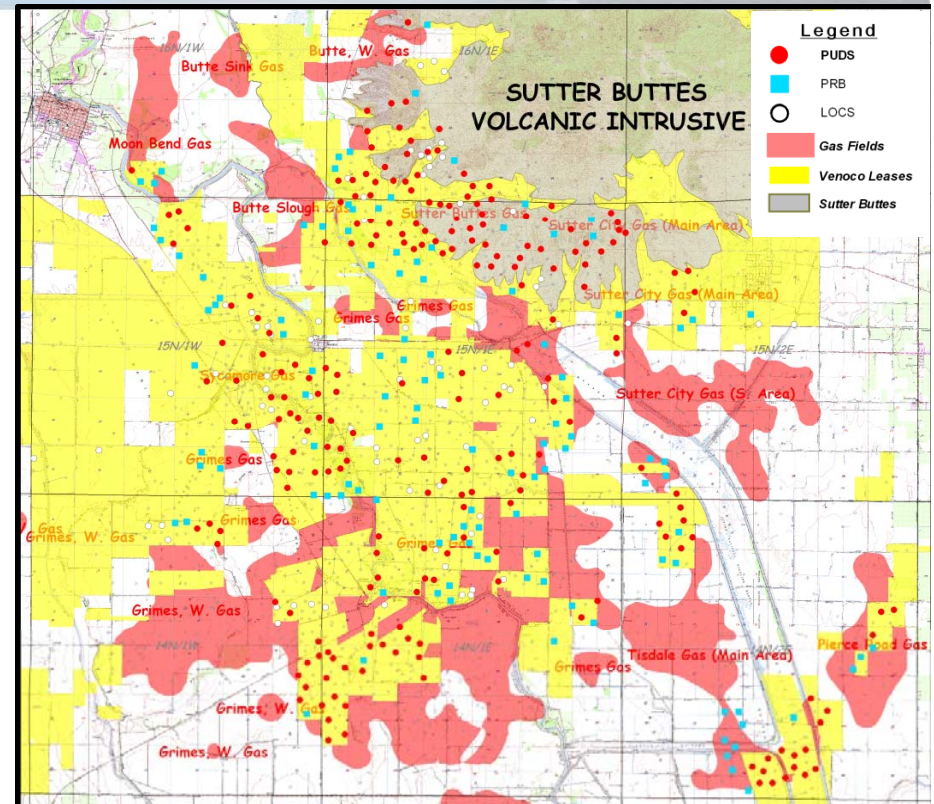 Legend
PUDS
PRB
LOCS
Gas Fields
Venoco Leases
Sutter Buttes
SUTTER BUTTES
VOLCANIC INTRUSIVE
16N/1W
Butte, W. Gas
16N/1E
Butte Sink Gas
Moon Bend Gas
Butte Slough Gas
Sutter Buttes Gas
Sutter City Gas (Main Area)
Sutter City Gas (Main Area)
Grimes Gas
Grimes Gas
15N/1W
15N/1E
15N/2E
Sycamore Gas
Sutter City Gas (S. Area)
Grimes Gas
Grimes Gas
Gas
Grimes, W. Gas
Grimes Gas
Grimes, W. Gas
14N/1W
14N/1E
Tisdale Gas (Main Area)
Pierce Road Gas
Grimes Gas
Grimes, W. Gas
Grimes, W. Gas